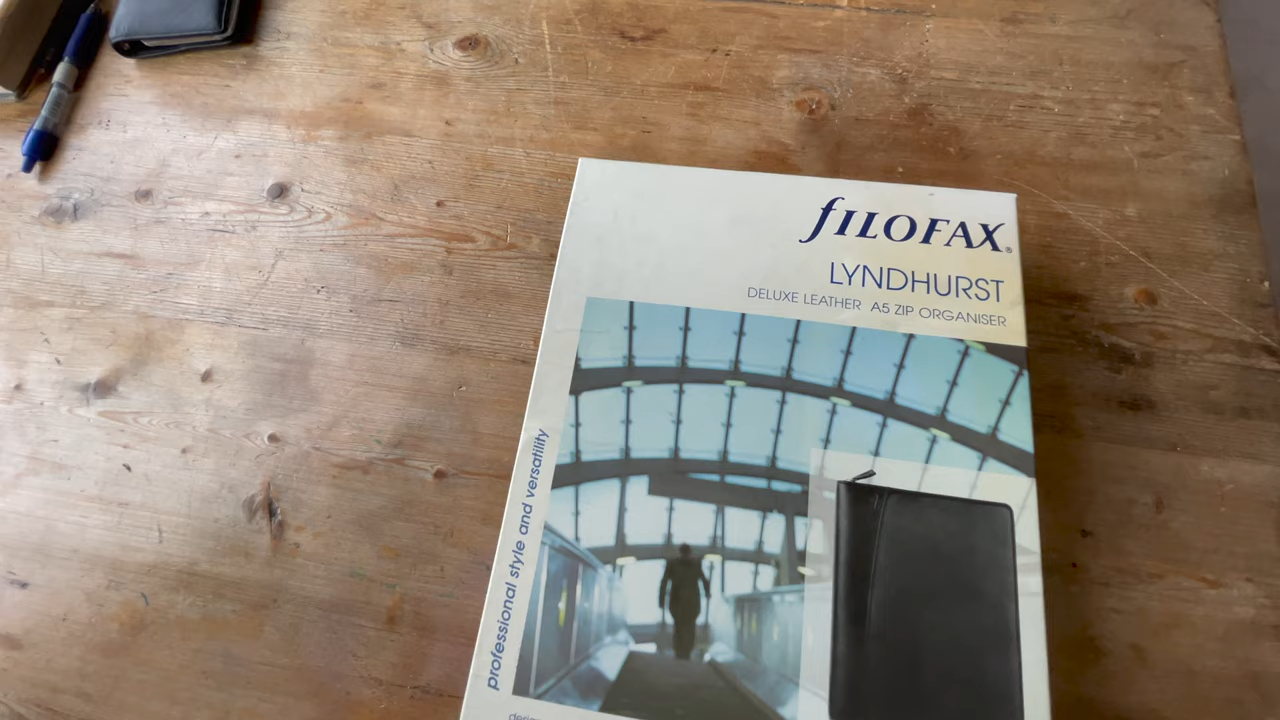 fILOFAX®
LYNDHURST
DELUXE LEATHER A5 ZIP ORGANISER
professional style and versatility